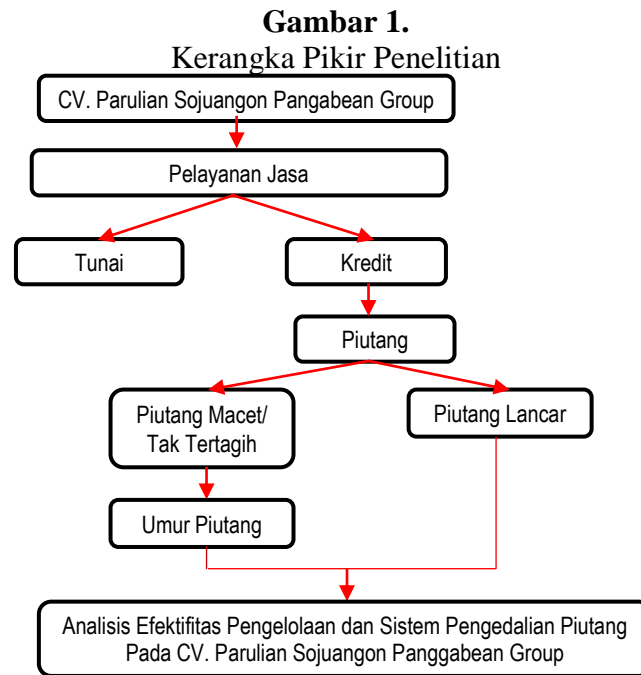 Gambar 1.
Kerangka Pikir Penelitian
CV. Parulian Sojuangon Pangabean Group
Pelayanan Jasa
Tunai
Kredit
Piutang
Piutang Macet/
Tak Tertagih
Piutang Lancar
Umur Piutang
Analisis Efektifitas Pengelolaan dan Sistem Pengedalian Piutang
Pada CV. Parulian Sojuangon Panggabean Group